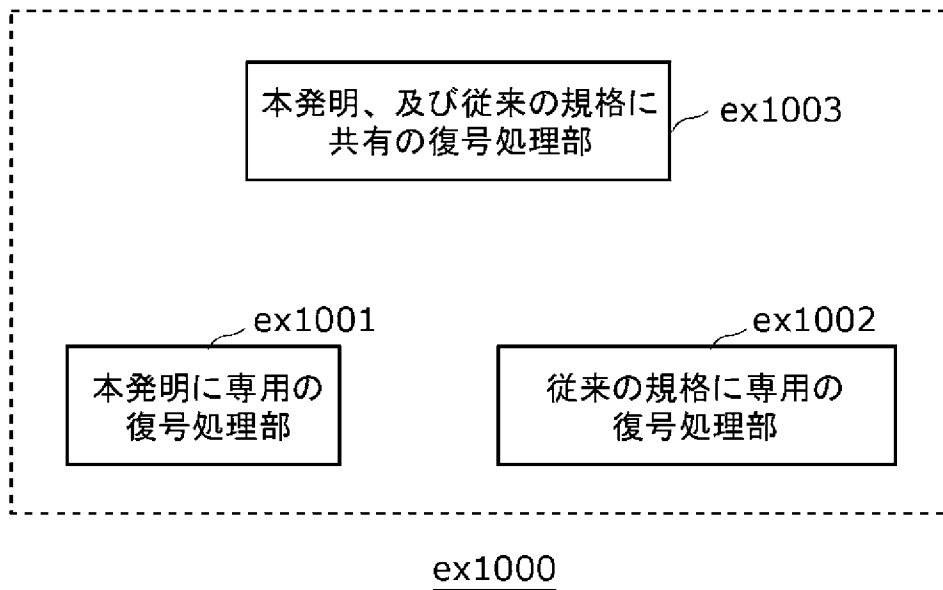 本発明、及び従来の規格に
共有の復号処理部
ex1003
ex1001
本発明に専用の
復号処理部
ex1002
従来の規格に専用の
復号処理部
ex1000